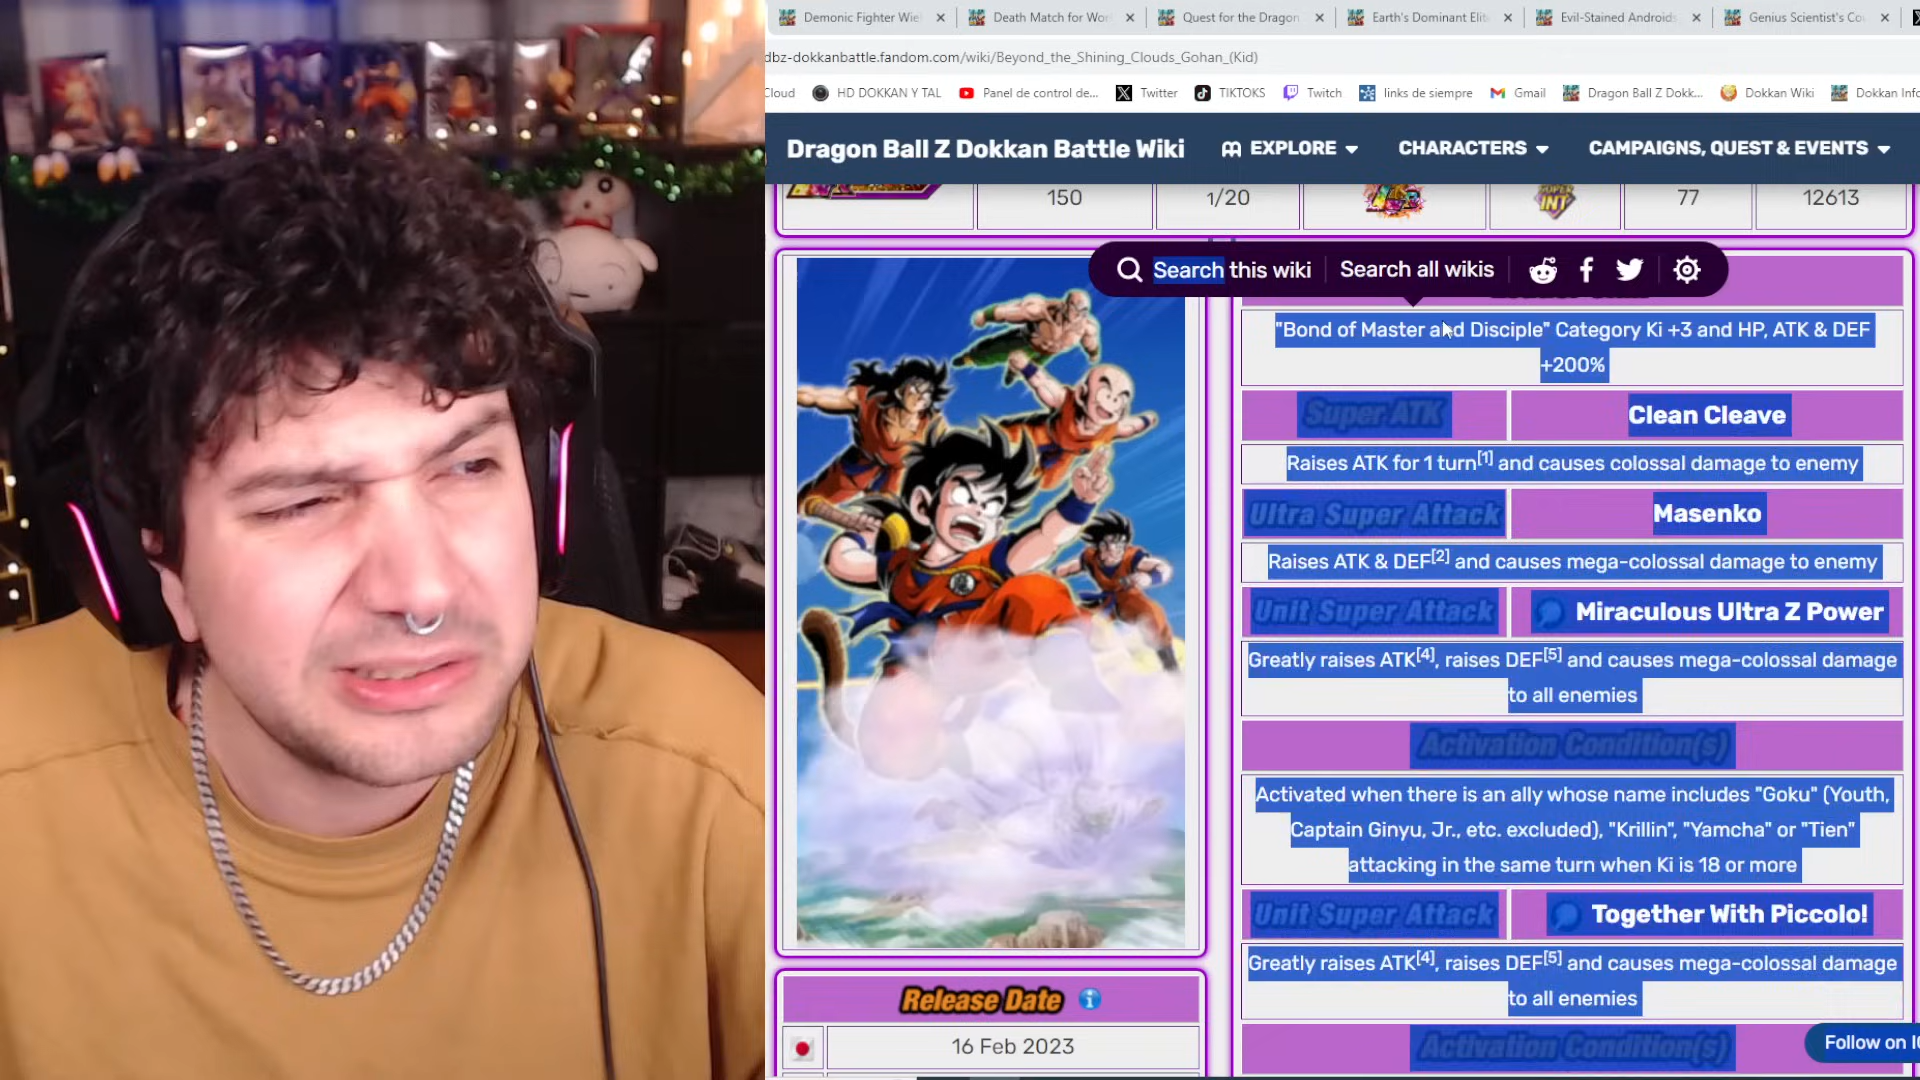 Demonic Fighter Wie
Death Match for Wor
Quest for the Dragon
Earth's Dominant Elit
Evil-Stained Androids
Genius Scientist's Co
dbz-dokkanbattle.fandom.com/wiki/Beyond_the_Shining_Clouds_Gohan_(Kid)
Cloud
HD DOKKAN Y TAL
Panel de control de...
Twitter
TIKTOKS
Twitch
links de siempre
Gmail
Dragon Ball Z Dokk...
Dokkan Wiki
Dokkan Info
Dragon Ball Z Dokkan Battle Wiki
EXPLORE
CHARACTERS
CAMPAIGNS, QUEST & EVENTS
150
1/20
LR
SUPER INT
77
12613
Search this wiki
Search all wikis
"Bond of Master and Disciple" Category Ki +3 and HP, ATK & DEF
+200%
Super ATK
Clean Cleave
Raises ATK for 1 turn[1] and causes colossal damage to enemy
Ultra Super Attack
Masenko
Raises ATK & DEF[2] and causes mega-colossal damage to enemy
Unit Super Attack
Miraculous Ultra Z Power
Greatly raises ATK[4], raises DEF[5] and causes mega-colossal damage
to all enemies
Activation Condition(s)
Activated when there is an ally whose name includes "Goku" (Youth,
Captain Ginyu, Jr., etc. excluded), "Krillin", "Yamcha" or "Tien"
attacking in the same turn when Ki is 18 or more
Unit Super Attack
Together With Piccolo!
Greatly raises ATK[4], raises DEF[5] and causes mega-colossal damage
to all enemies
Activation Condition(s)
Release Date
16 Feb 2023
Follow on IG